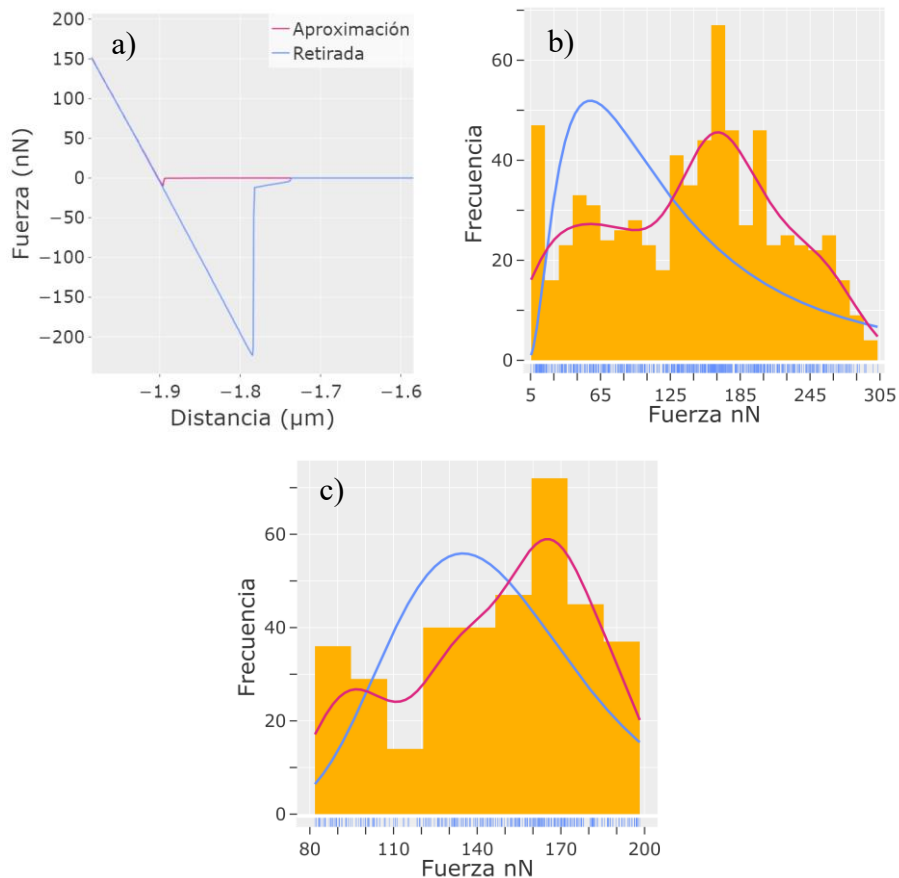 a)
Aproximación
Retirada
200
150
100
50
0
−50
−100
−150
−200
Fuerza (nN)
−1.9
−1.8
−1.7
−1.6
Distancia (μm)
b)
60
40
20
0
Frecuencia
5
65
125
185
245
305
Fuerza nN
c)
60
40
20
0
Frecuencia
80
110
140
170
200
Fuerza nN